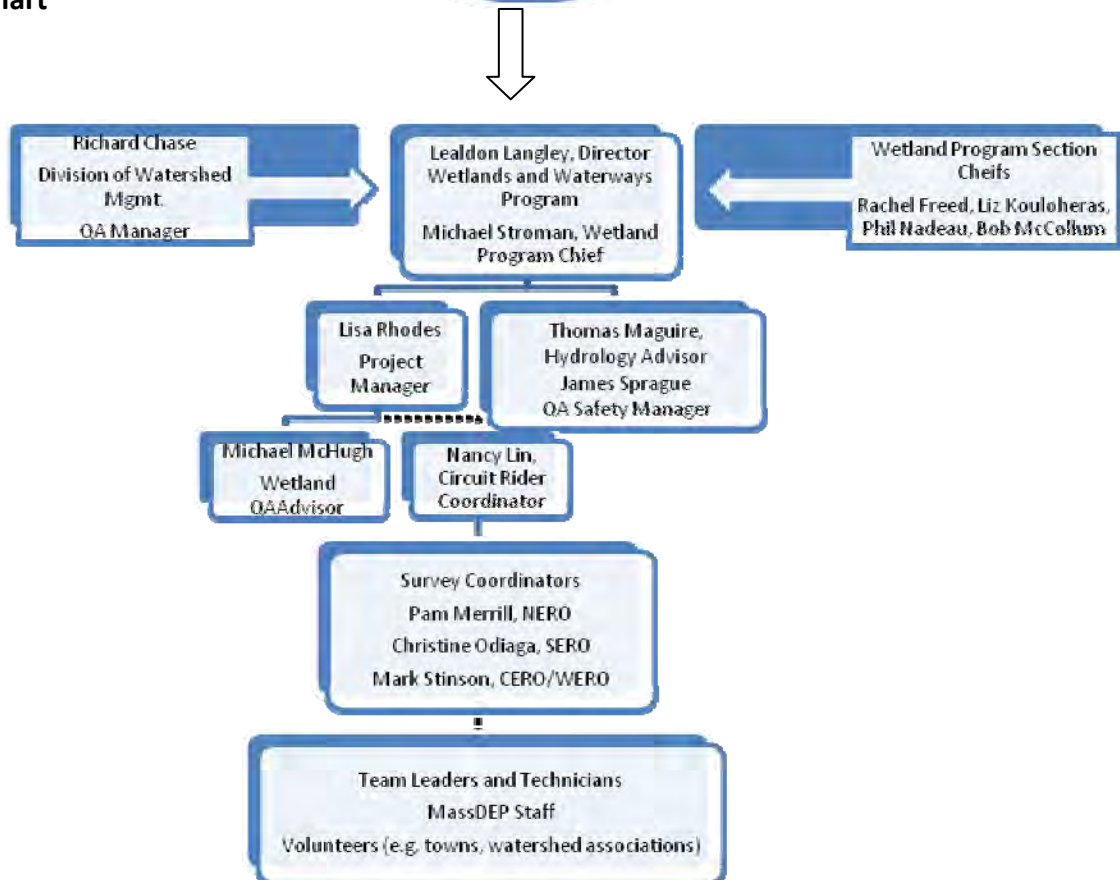 Richard Chase
Division of Watershed
Mgmt.
QA Manager
Lealdon Langley, Director
Wetlands and Waterways
Program
Michael Stroman, Wetland
Program Chief
Wetland Program Section
Cheifs
Rachel Freed, Liz Kouloheras,
Phil Nadeau, Bob McCollum
Lisa Rhodes
Project
Manager
Thomas Maguire,
Hydrology Advisor
James Sprague
QA Safety Manager
Michael McHugh
Wetland
QAAdvisor
Nancy Lin,
Circuit Rider
Coordinator
Survey Coordinators
Pam Merrill, NERO
Christine Odiaga, SERO
Mark Stinson, CERO/WERO
Team Leaders and Technicians
MassDEP Staff
Volunteers (e.g, towns, watershed associations)